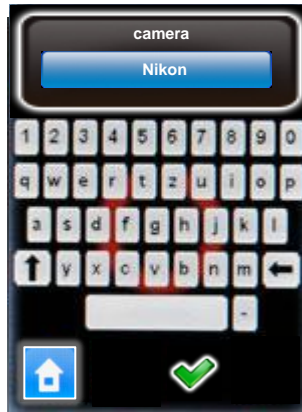 camera
Nikon
1 2 3 4 5 6 7 8 9 0
q w e r t z u i o p
a s d f g h j k l
y x c v b n m
-